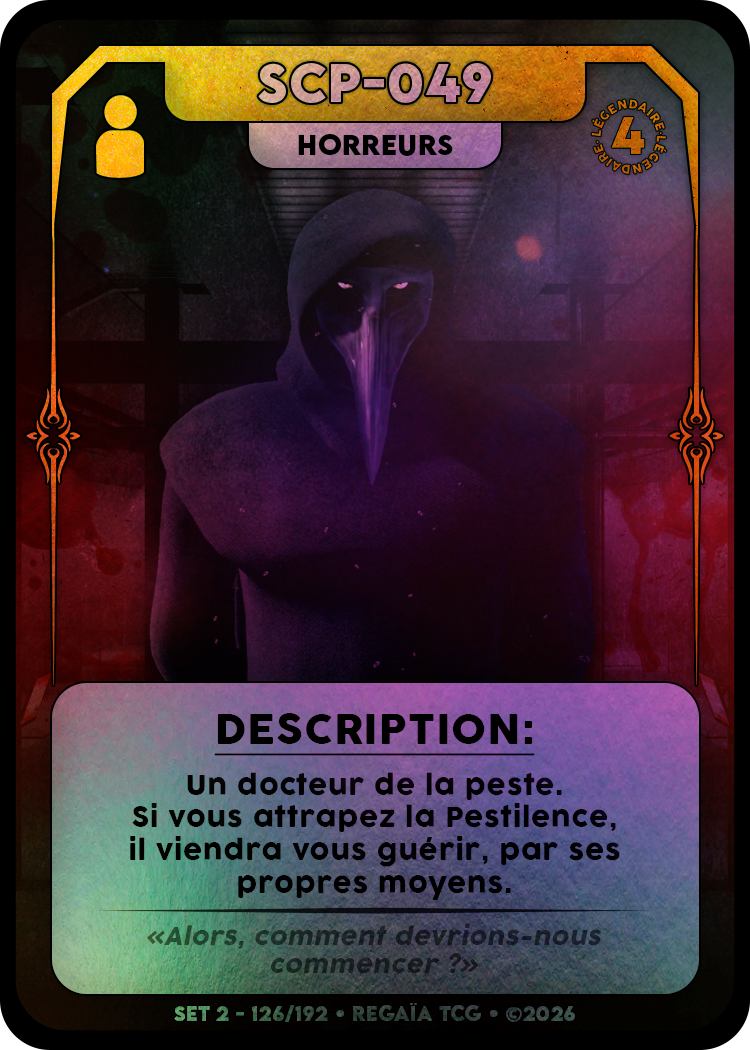 SCP-049
HORREURS
LÉGENDAIRE·LÉGENDAIRE·
4
DESCRIPTION:
Un docteur de la peste.
Si vous attrapez la Pestilence,
il viendra vous guérir, par ses
propres moyens.
«Alors, comment devrions-nous
commencer ?»
SET 2 - 126/192 • REGAÏA TCG • ©2026